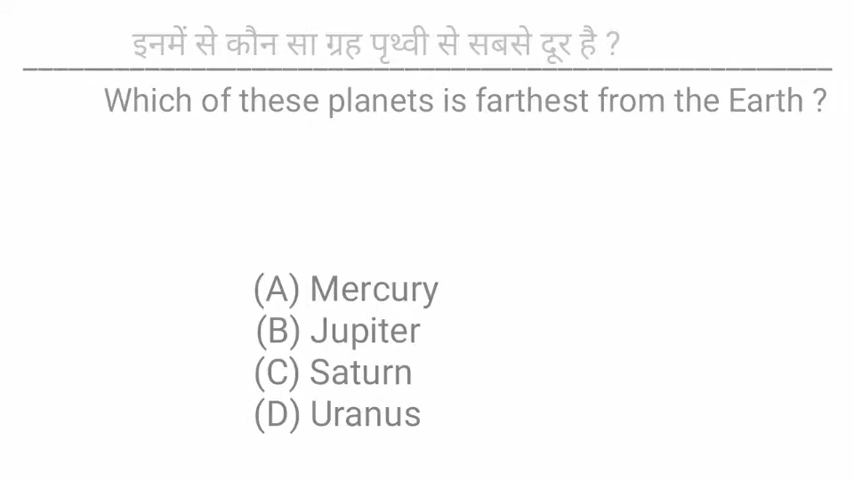 इनमें से कौन सा ग्रह पृथ्वी से सबसे दूर है ?
Which of these planets is farthest from the Earth ?
(A) Mercury
(B) Jupiter
(C) Saturn
(D) Uranus